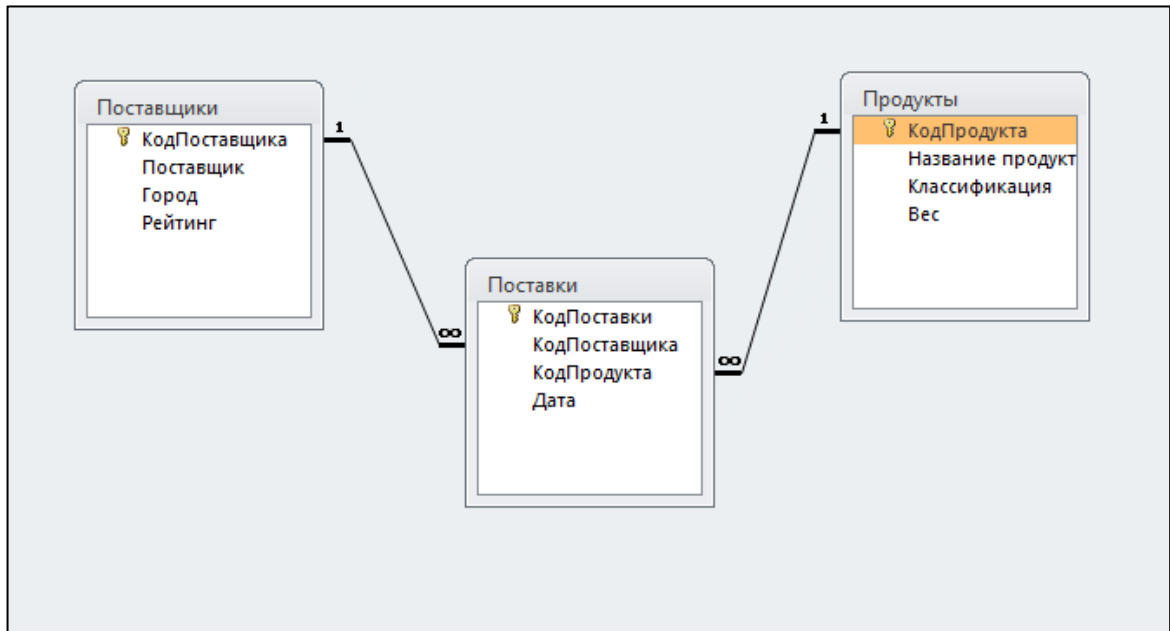 Поставщики
КодПоставщика
Поставщик
Город
Рейтинг
1
∞
Поставки
КодПоставки
КодПоставщика
КодПродукта
Дата
∞
1
Продукты
КодПродукта
Название продукт
Классификация
Вес